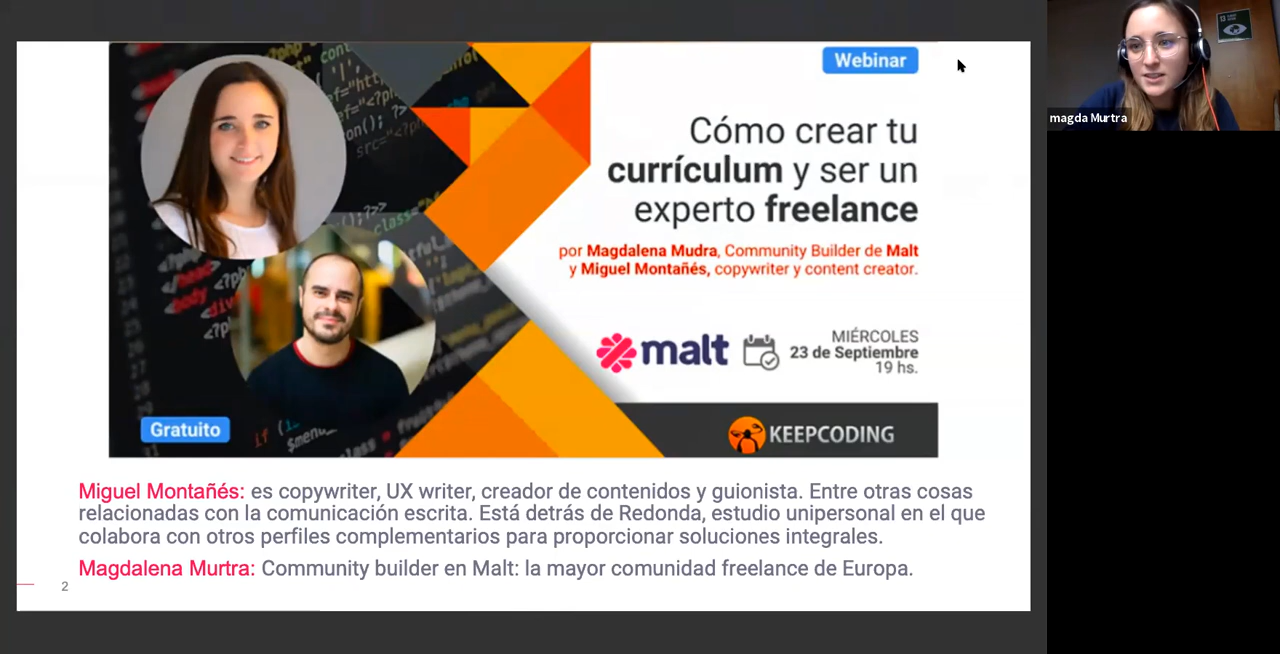 Webinar
Cómo crear tu
currículum y ser un
experto freelance
por Magdalena Mudra, Community Builder de Malt
y Miguel Montañés, copywriter y content creator.
malt
MIÉRCOLES
23 de Septiembre
19 hs.
Gratuito
KEEPCODING
Miguel Montañés: es copywriter, UX writer, creador de contenidos y guionista. Entre otras cosas
relacionadas con la comunicación escrita. Está detrás de Redonda, estudio unipersonal en el que
colabora con otros perfiles complementarios para proporcionar soluciones integrales.
Magdalena Murtra: Community builder en Malt: la mayor comunidad freelance de Europa.
2
magda Murtra